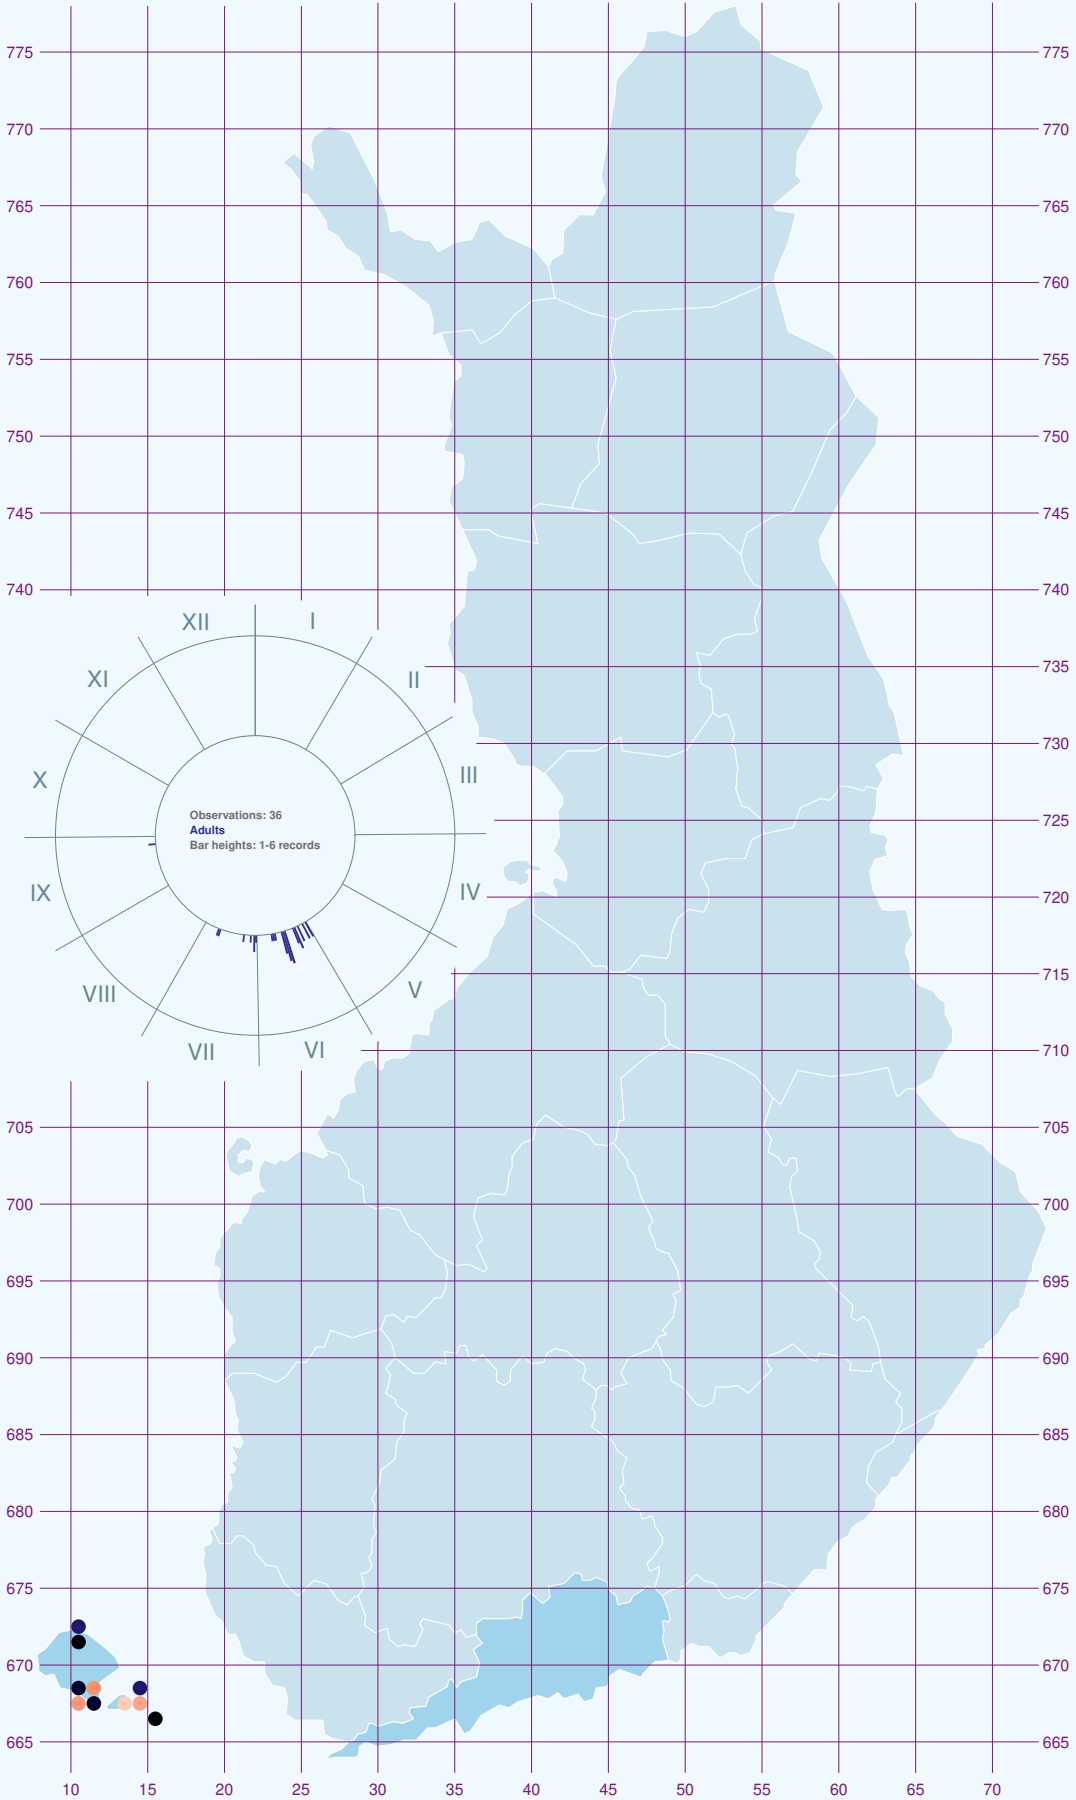 775 775
770 770
765 765
760 760
755 755
750 750
745 745
740 740
XII I
735
XI II
730 730
X III
Observations: 36
Adults
Bar heights: 1-6 records
725
IX IV
720
VIII V
715
VII VI
710
705 705
700 700
695 695
690 690
685 685
680 680
675 675
670 670
665 665
10 15 20 25 30 35 40 45 50 55 60 65 70